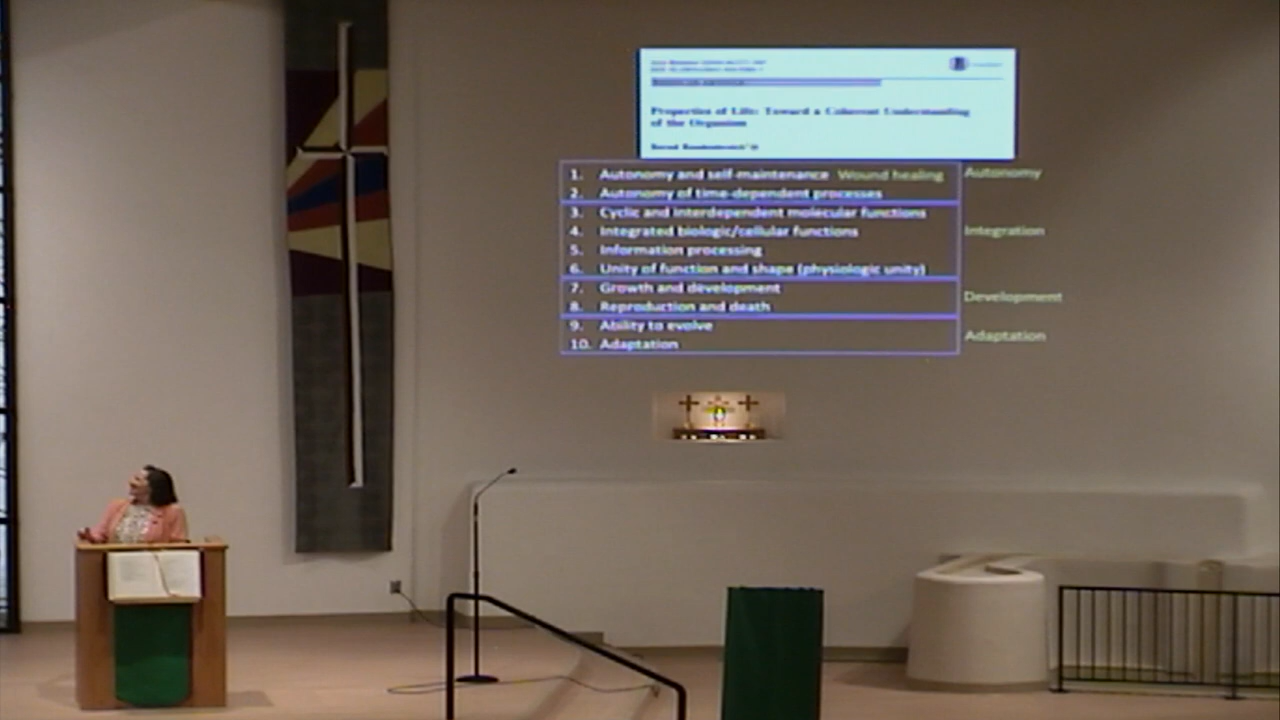 Properties of Life: Toward a Coherent Understanding
of the Organism
1. Autonomy and self-maintenance Wound healing Autonomy
2. Autonomy of time-dependent processes
3. Cyclic and interdependent molecular functions
4. Integrated biologic/cellular functions Integration
5. Information processing
6. Unity of function and shape (physiologic unity)
7. Growth and development
Development
8. Reproduction and death
9. Ability to evolve
Adaptation
10. Adaptation